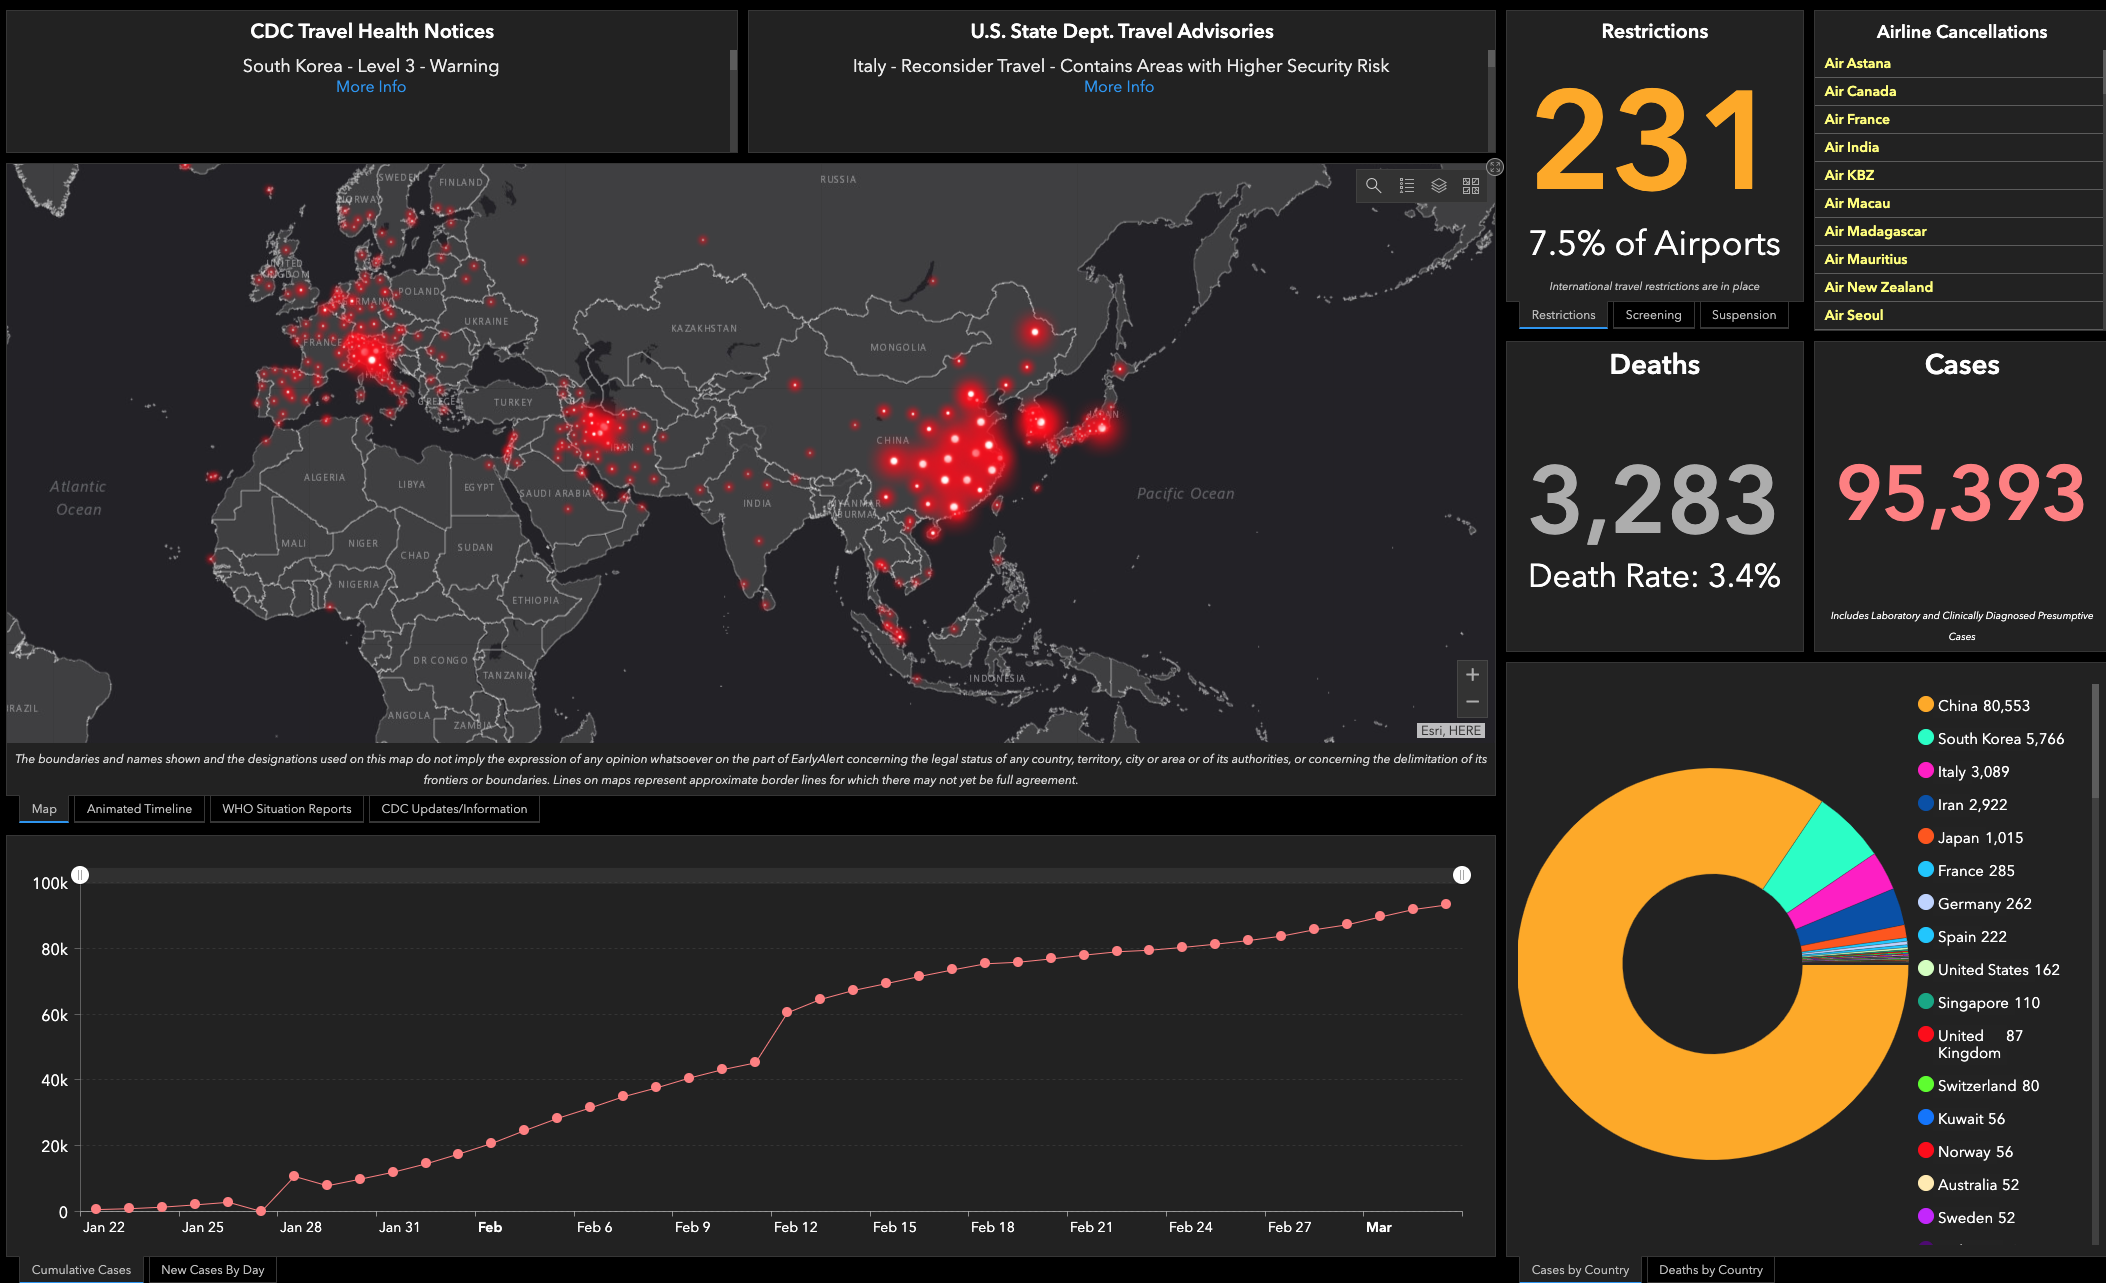 CDC Travel Health Notices
South Korea - Level 3 - Warning
More Info
U.S. State Dept. Travel Advisories
Italy - Reconsider Travel - Contains Areas with Higher Security Risk
More Info
Restrictions
231
7.5% of Airports
International travel restrictions are in place
Restrictions
Screening
Suspension
Airline Cancellations
Air Astana
Air Canada
Air France
Air India
Air KBZ
Air Macau
Air Madagascar
Air Mauritius
Air New Zealand
Air Seoul
RUSSIA
SWEDEN
FINLAND
NORWAY
UNITED
KINGDOM
POLAND
GERMANY
UKRAINE
FRANCE
KAZAKHSTAN
MONGOLIA
GREECE
TURKEY
JAPAN
CHINA
IRAN
ALGERIA
LIBYA
EGYPT
SAUDI ARABIA
INDIA
MYANMAR
BURMA
Atlantic
Ocean
Pacific Ocean
MALI
NIGER
CHAD
SUDAN
NIGERIA
ETHIOPIA
DR CONGO
TANZANIA
INDONESIA
RAZIL
ANGOLA
ZAMBIA
+
−
Esri, HERE
The boundaries and names shown and the designations used on this map do not imply the expression of any opinion whatsoever on the part of EarlyAlert concerning the legal status of any country, territory, city or area or of its authorities, or concerning the delimitation of its
frontiers or boundaries. Lines on maps represent approximate border lines for which there may not yet be full agreement.
Map
Animated Timeline
WHO Situation Reports
CDC Updates/Information
Deaths
3,283
Death Rate: 3.4%
Cases
95,393
Includes Laboratory and Clinically Diagnosed Presumptive
Cases
100k
80k
60k
40k
20k
0
Jan 22
Jan 25
Jan 28
Jan 31
Feb
Feb 6
Feb 9
Feb 12
Feb 15
Feb 18
Feb 21
Feb 24
Feb 27
Mar
Cumulative Cases
New Cases By Day
China 80,553
South Korea 5,766
Italy 3,089
Iran 2,922
Japan 1,015
France 285
Germany 262
Spain 222
United States 162
Singapore 110
United 87
Kingdom
Switzerland 80
Kuwait 56
Norway 56
Australia 52
Sweden 52
Cases by Country
Deaths by Country